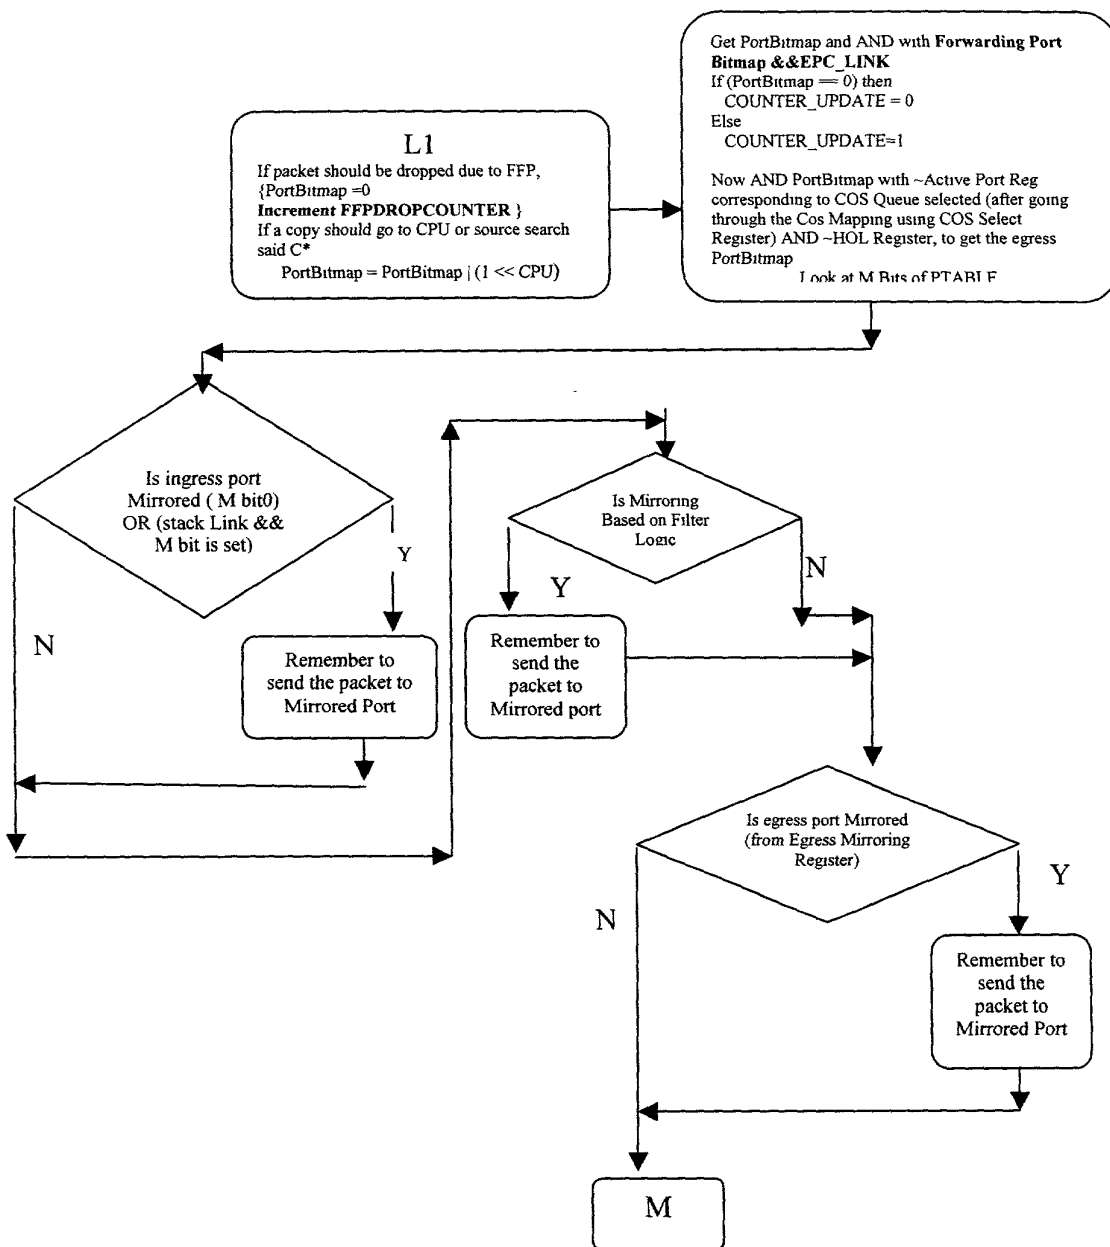 L1
If packet should be dropped due to FFP,
{PortBitmap =0
Increment FFPDROPCOUNTER }
If a copy should go to CPU or source search
said C*
PortBitmap = PortBitmap | (1 << CPU)
Get PortBitmap and AND with Forwarding Port
Bitmap &&EPC_LINK
If (PortBitmap == 0) then
COUNTER_UPDATE = 0
Else
COUNTER_UPDATE=1
Now AND PortBitmap with ~Active Port Reg
corresponding to COS Queue selected (after going
through the Cos Mapping using COS Select
Register) AND ~HOL Register, to get the egress
PortBitmap
Look at M Bits of PTABLE
Is ingress port
Mirrored ( M bit0)
OR (stack Link &&
M bit is set)
Y
N
Remember to
send the packet to
Mirrored Port
Is Mirroring
Based on Filter
Logic
Y
N
Remember to
send the
packet to
Mirrored port
Is egress port Mirrored
(from Egress Mirroring
Register)
Y
N
Remember to
send the
packet to
Mirrored Port
M